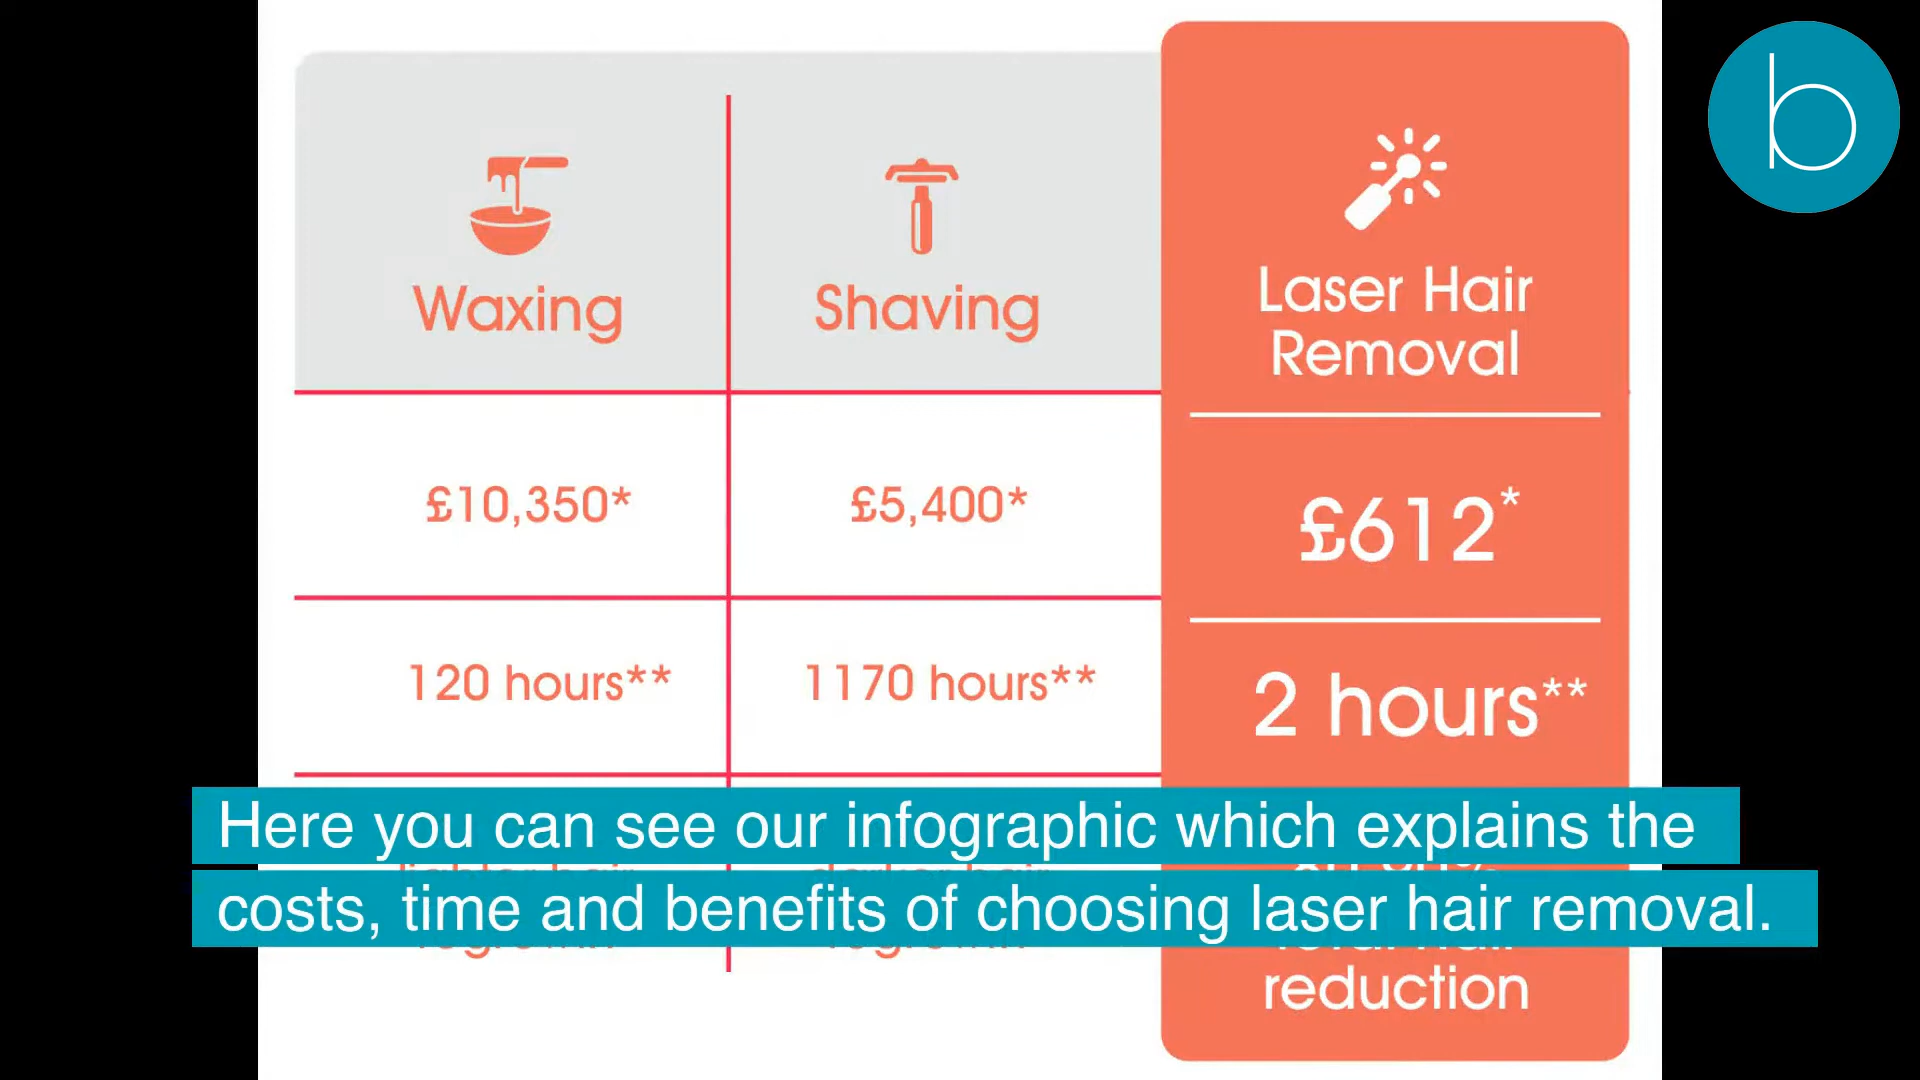 b
Waxing
Shaving
Laser Hair
Removal
£10,350*
£5,400*
£612*
120 hours**
1170 hours**
2 hours**
Here you can see our infographic which explains the
costs, time and benefits of choosing laser hair removal.
reduction